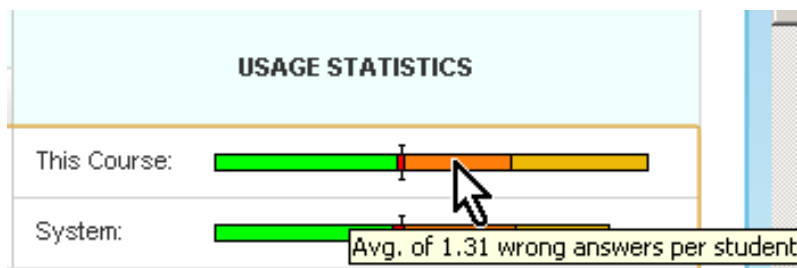 USAGE STATISTICS
This Course:
System:
Avg. of 1.31 wrong answers per student